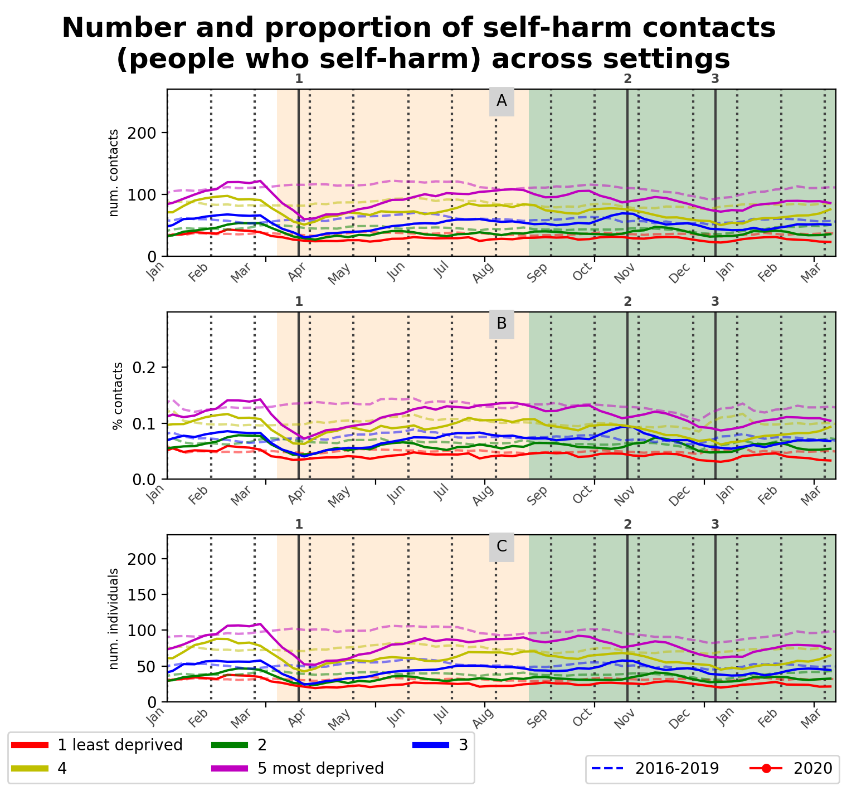 Number and proportion of self-harm contacts
(people who self-harm) across settings
1 2 3
A
num. contacts
200
100
0
Jan Feb Mar Apr May Jun Jul Aug Sep Oct Nov Dec Jan Feb Mar
1 2 3
B
% contacts
0.2
0.1
0.0
Jan Feb Mar Apr May Jun Jul Aug Sep Oct Nov Dec Jan Feb Mar
1 2 3
C
num. individuals
200
150
100
50
0
Jan Feb Mar Apr May Jun Jul Aug Sep Oct Nov Dec Jan Feb Mar
1 least deprived 2 3
4 5 most deprived
2016-2019 2020